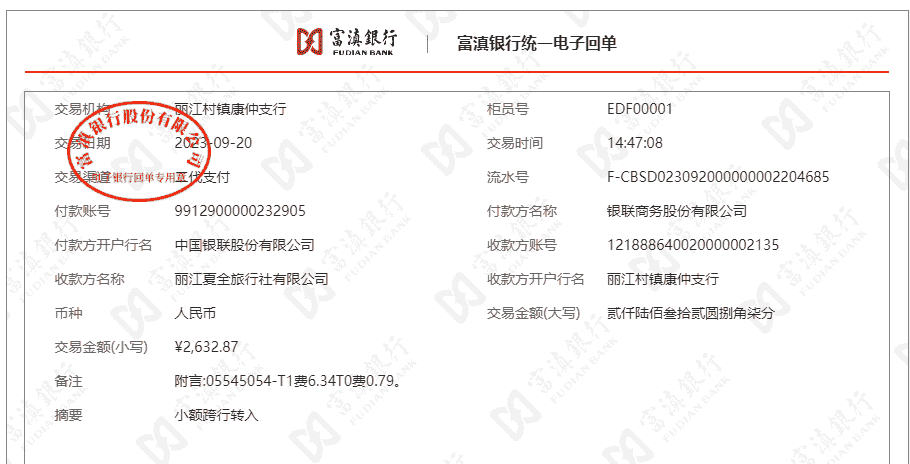 富滇銀行 富滇银行统一电子回单
FUDIAN BANK
交易机构 丽江村镇康仲支行 柜员号 EDF00001
富滇银行股份有限公司
交易日期 2023-09-20 交易时间 14:47:08
交易渠道 二代支付 流水号 F-CBSD023092000000002204685
银行回单专用章
付款账号 9912900000232905 付款方名称 银联商务股份有限公司
付款方开户行名 中国银联股份有限公司 收款方账号 121888640020000002135
收款方名称 丽江夏全旅行社有限公司 收款方开户行名 丽江村镇康仲支行
币种 人民币 交易金额(大写) 贰仟陆佰叁拾贰圆捌角柒分
交易金额(小写) ¥2,632.87
备注 附言:05545054-T1费6.34T0费0.79。
摘要 小额跨行转入